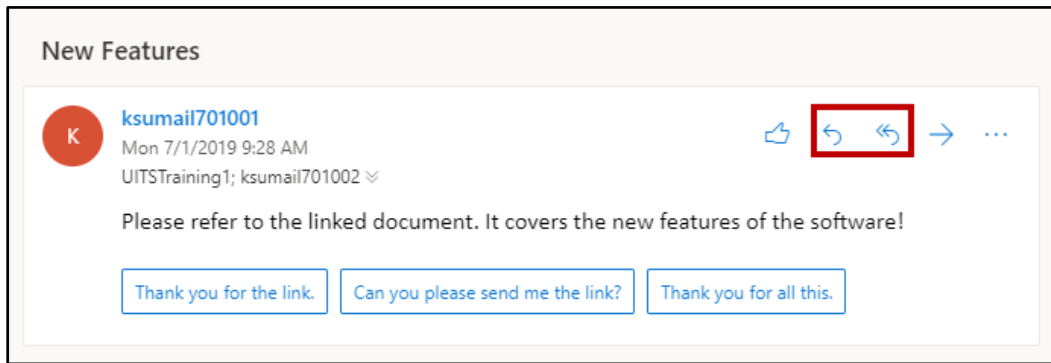 New Features
K
ksumail701001
Mon 7/1/2019 9:28 AM
UITSTraining1; ksumail701002
Please refer to the linked document. It covers the new features of the software!
Thank you for the link. Can you please send me the link? Thank you for all this.